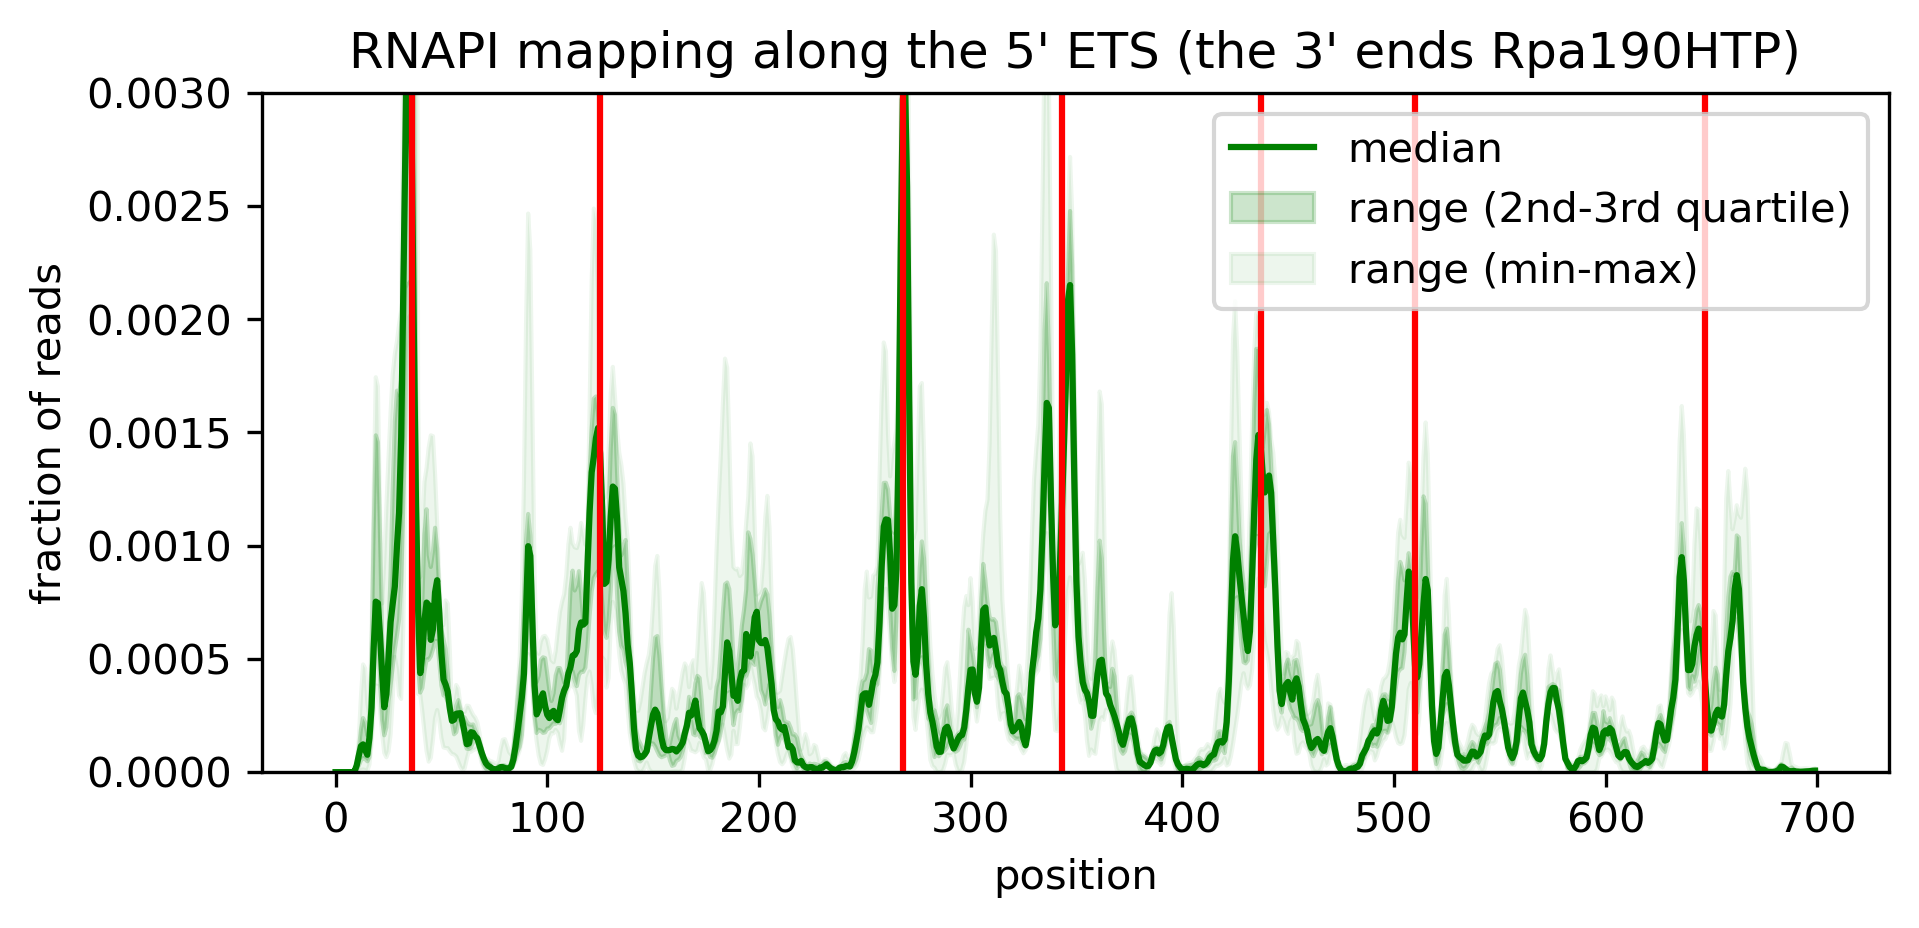 RNAPI mapping along the 5' ETS (the 3' ends Rpa190HTP)
0.0030
0.0025
0.0020
0.0015
0.0010
0.0005
0.0000
fraction of reads
median
range (2nd-3rd quartile)
range (min-max)
0 100 200 300 400 500 600 700
position